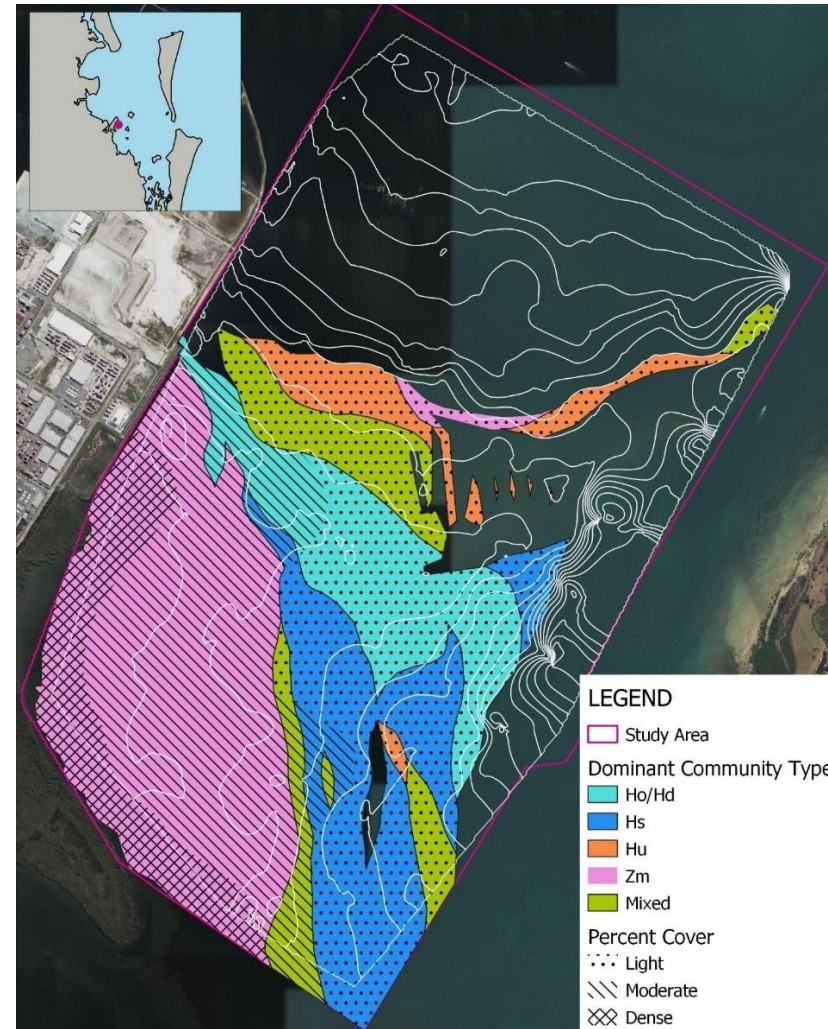 LEGEND
Study Area
Dominant Community Type
Ho/Hd
Hs
Hu
Zm
Mixed
Percent Cover
Light
Moderate
Dense